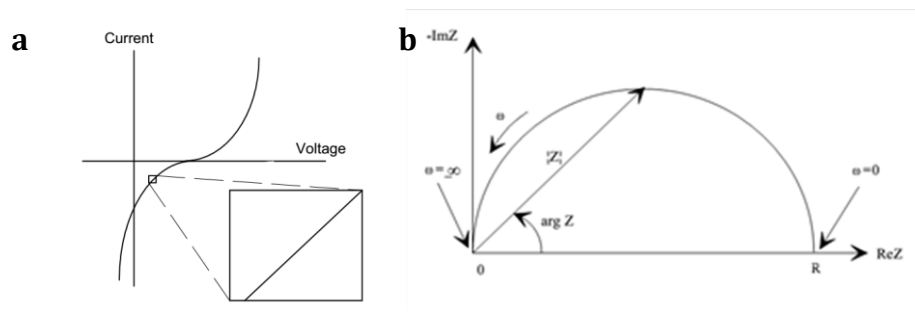 a
Current
Voltage
b
-ImZ
ω
|Z|
ω=∞
ω=0
arg Z
ReZ
0
R